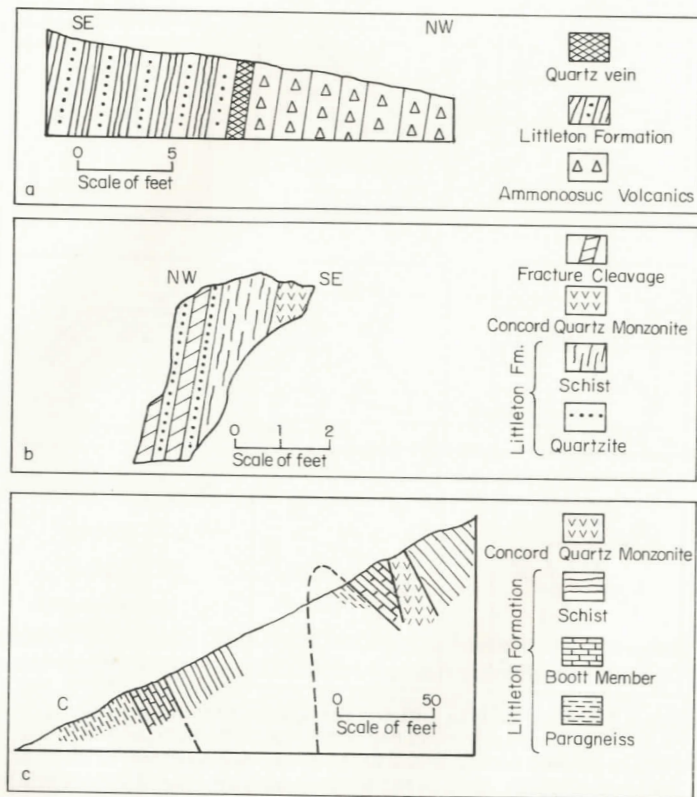 SE
NW
Quartz vein
Littleton Formation
Ammonoosuc Volcanics
0 5
Scale of feet
a
NW
SE
Fracture Cleavage
Concord Quartz Monzonite
Littleton Fm.
Schist
Quartzite
0 1 2
Scale of feet
b
Concord Quartz Monzonite
Littleton Formation
Schist
Boott Member
Paragneiss
C
0 50
Scale of feet
c